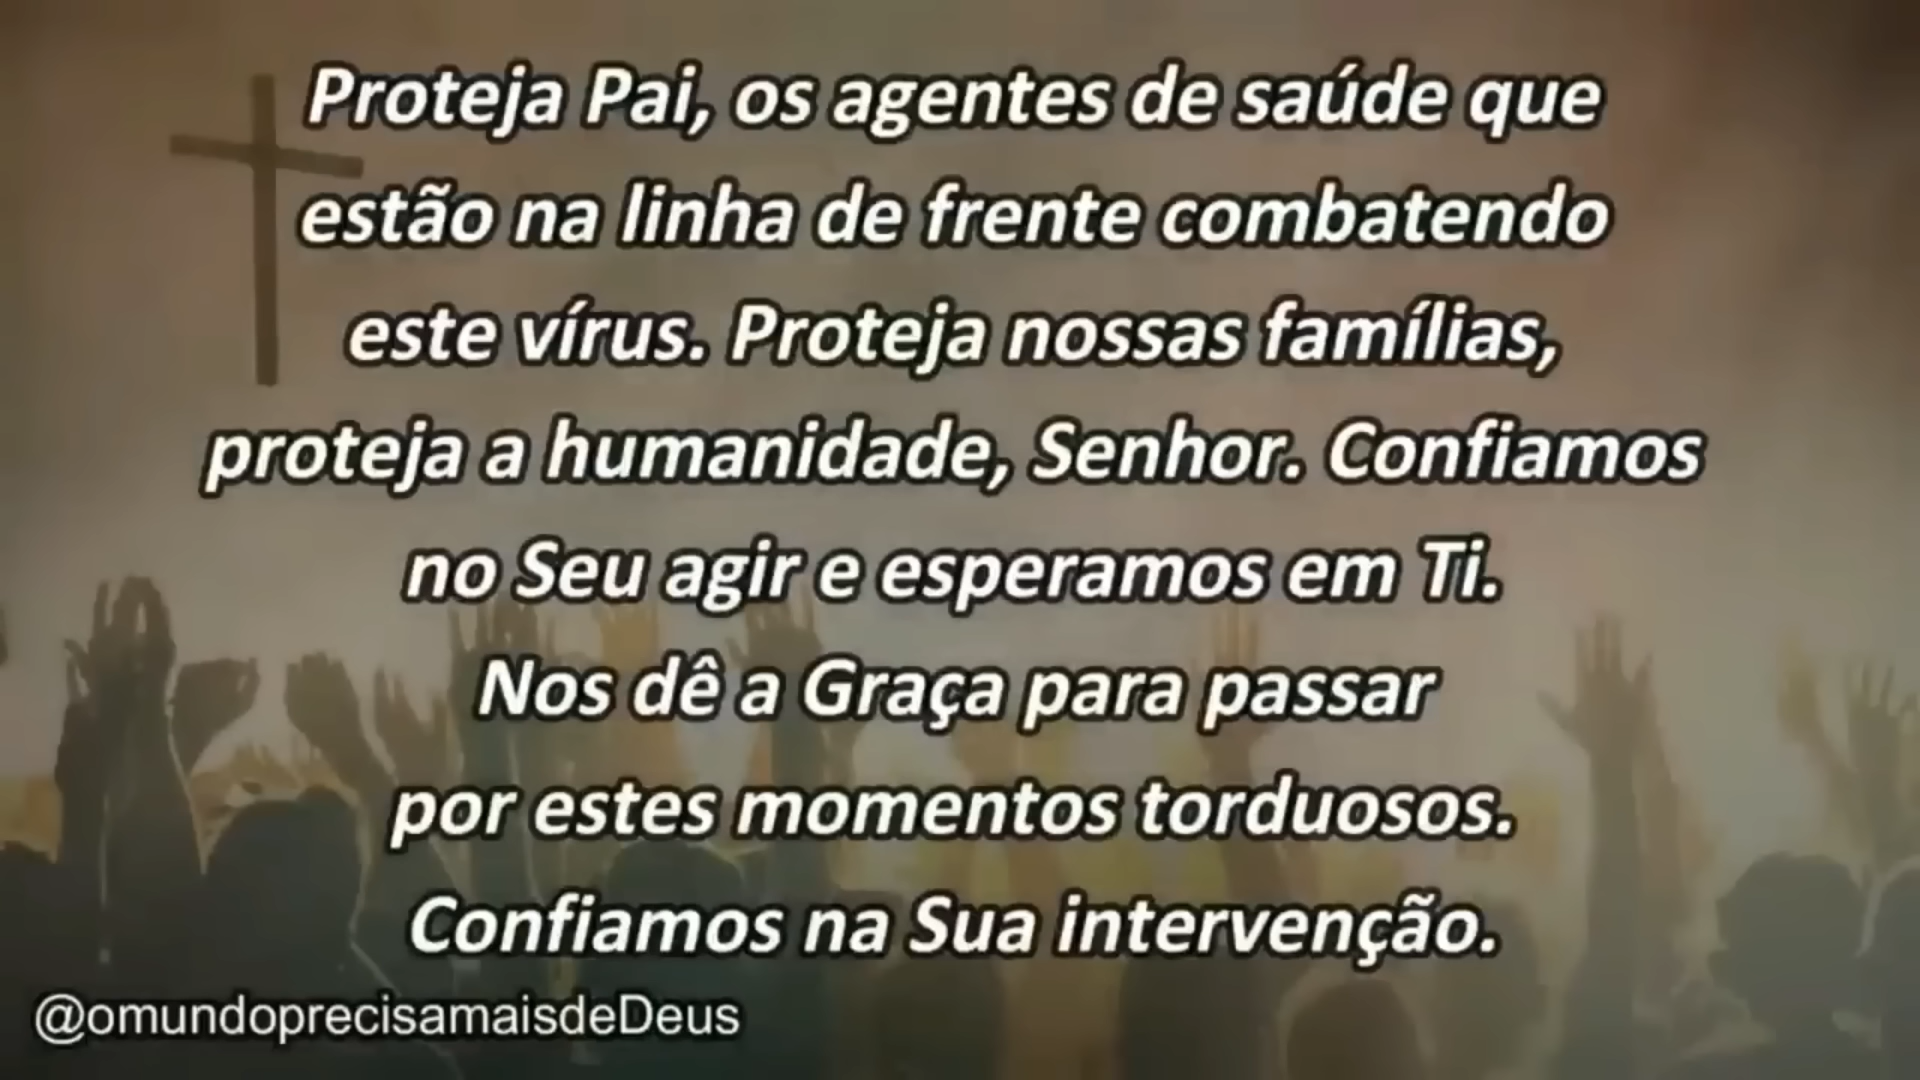 Proteja Pai, os agentes de saúde que
estão na linha de frente combatendo
este vírus. Proteja nossas famílias,
proteja a humanidade, Senhor. Confiamos
no Seu agir e esperamos em Ti.
Nos dê a Graça para passar
por estes momentos torduosos.
Confiamos na Sua intervenção.
@omundoprecisamaisdeDeus